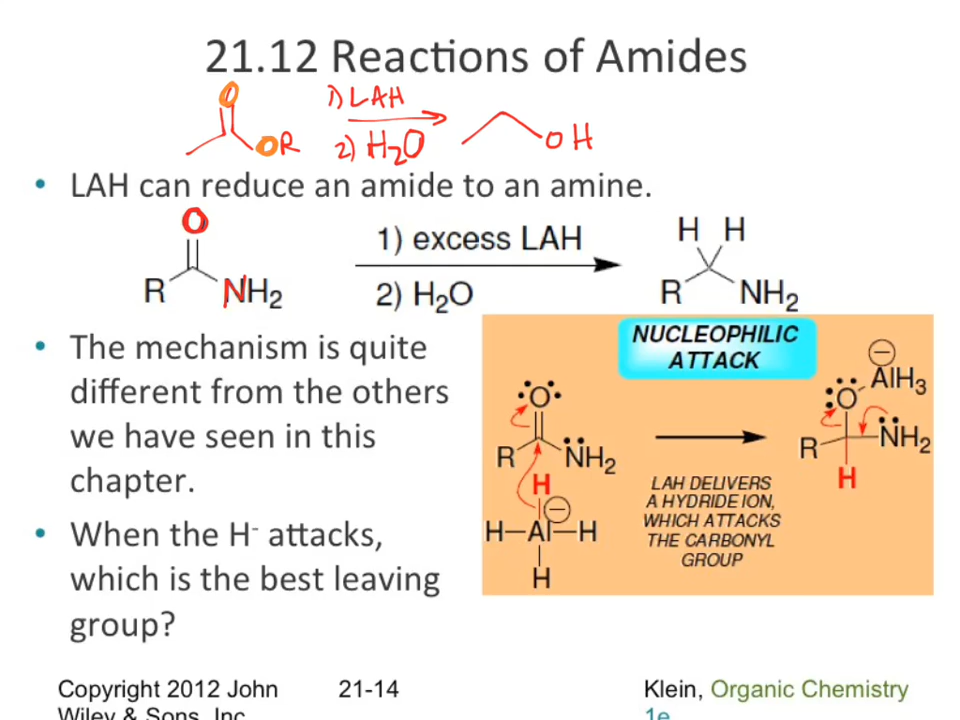 21.12 Reactions of Amides
O
1) LAH
OR
2) H₂O
OH
• LAH can reduce an amide to an amine.
O
H H
1) excess LAH
R NH₂
2) H₂O
R NH₂
• The mechanism is quite
different from the others
we have seen in this
chapter.
• When the H⁻ attacks,
which is the best leaving
group?
NUCLEOPHILIC
ATTACK
O
R NH₂
H
H–Al–H
H
LAH DELIVERS
A HYDRIDE ION,
WHICH ATTACKS
THE CARBONYL
GROUP
AlH₃
O
R NH₂
H
Copyright 2012 John
Wiley & Sons, Inc
21-14
Klein, Organic Chemistry
1e